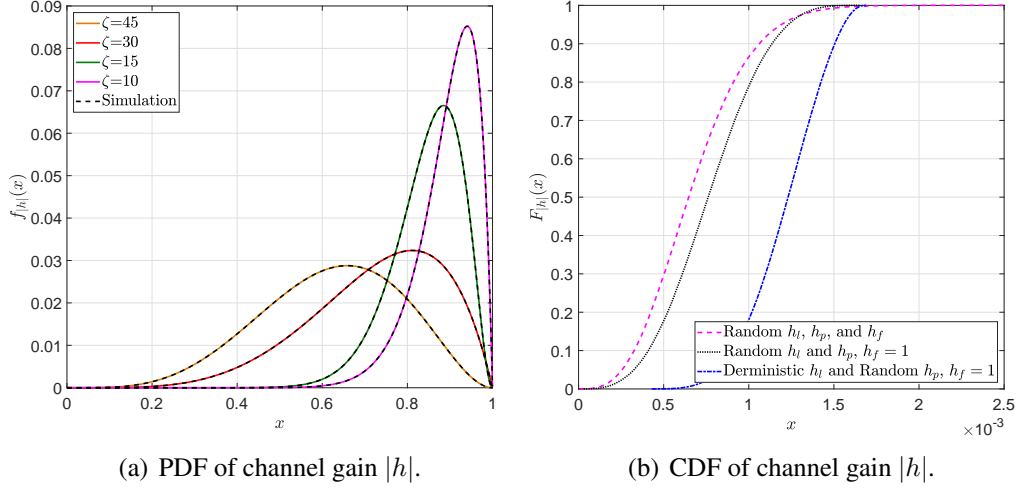 0.09
0.08
0.07
0.06
0.05
0.04
0.03
0.02
0.01
0
f|h|(x)
ζ=45
ζ=30
ζ=15
ζ=10
Simulation
0 0.2 0.4 0.6 0.8 1
x
(a) PDF of channel gain |h|.
1
0.9
0.8
0.7
0.6
0.5
0.4
0.3
0.2
0.1
0
F|h|(x)
Random hl, hp, and hf
Random hl and hp, hf = 1
Derministic hl and Random hp, hf = 1
0 0.5 1 1.5 2 2.5
x
×10-3
(b) CDF of channel gain |h|.